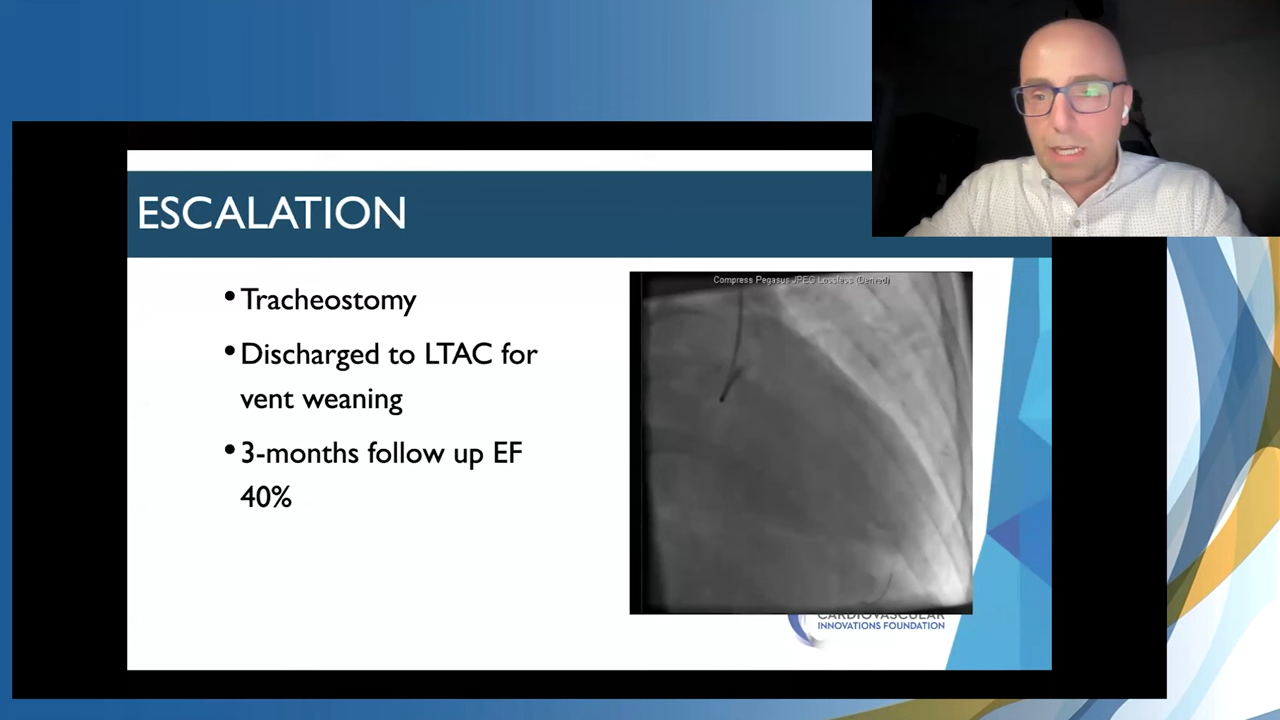 ESCALATION
• Tracheostomy
• Discharged to LTAC for
vent weaning
• 3-months follow up EF
40%
Compress Pegasus JPEG Lossless (Derived)
CARDIOVASCULAR
INNOVATIONS FOUNDATION